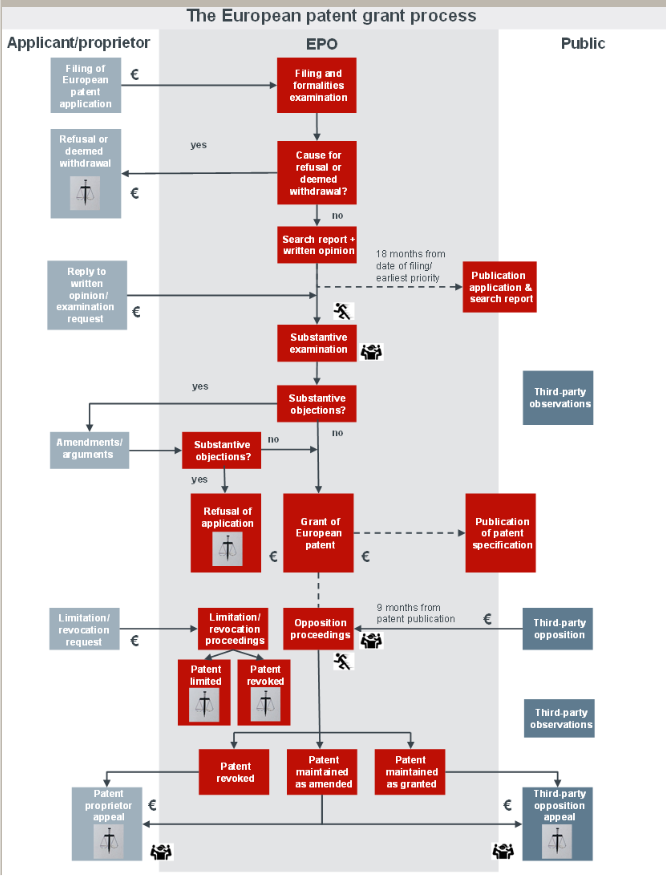 The European patent grant process
Applicant/proprietor
EPO
Public
Filing of
European
patent
application
€
Filing and
formalities
examination
Refusal or
deemed
withdrawal
yes
€
Cause for
refusal or
deemed
withdrawal?
no
Search report +
written opinion
18 months from
date of filing/
earliest priority
Publication
application &
search report
Reply to
written
opinion/
examination
request
€
Substantive
examination
Substantive
objections?
yes
no
Third-party
observations
Amendments/
arguments
Substantive
objections?
no
yes
Refusal of
application
€
Grant of
European
patent
€
Publication
of patent
specification
Limitation/
revocation
request
€
Limitation/
revocation
proceedings
Opposition
proceedings
9 months from
patent publication
€
Third-party
opposition
Patent
limited
Patent
revoked
Third-party
observations
Patent
revoked
Patent
maintained
as amended
Patent
maintained
as granted
Patent
proprietor
appeal
€
€
Third-party
opposition
appeal